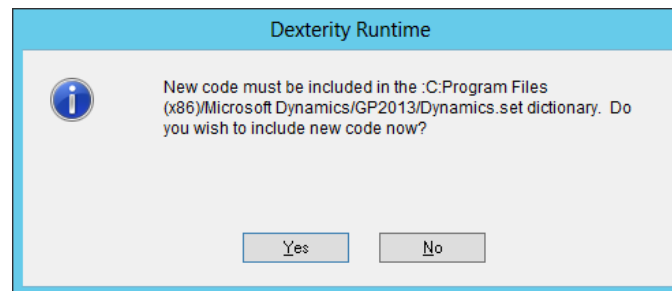 Dexterity Runtime
New code must be included in the :C:Program Files
(x86)/Microsoft Dynamics/GP2013/Dynamics.set dictionary.  Do
you wish to include new code now?
Yes
No